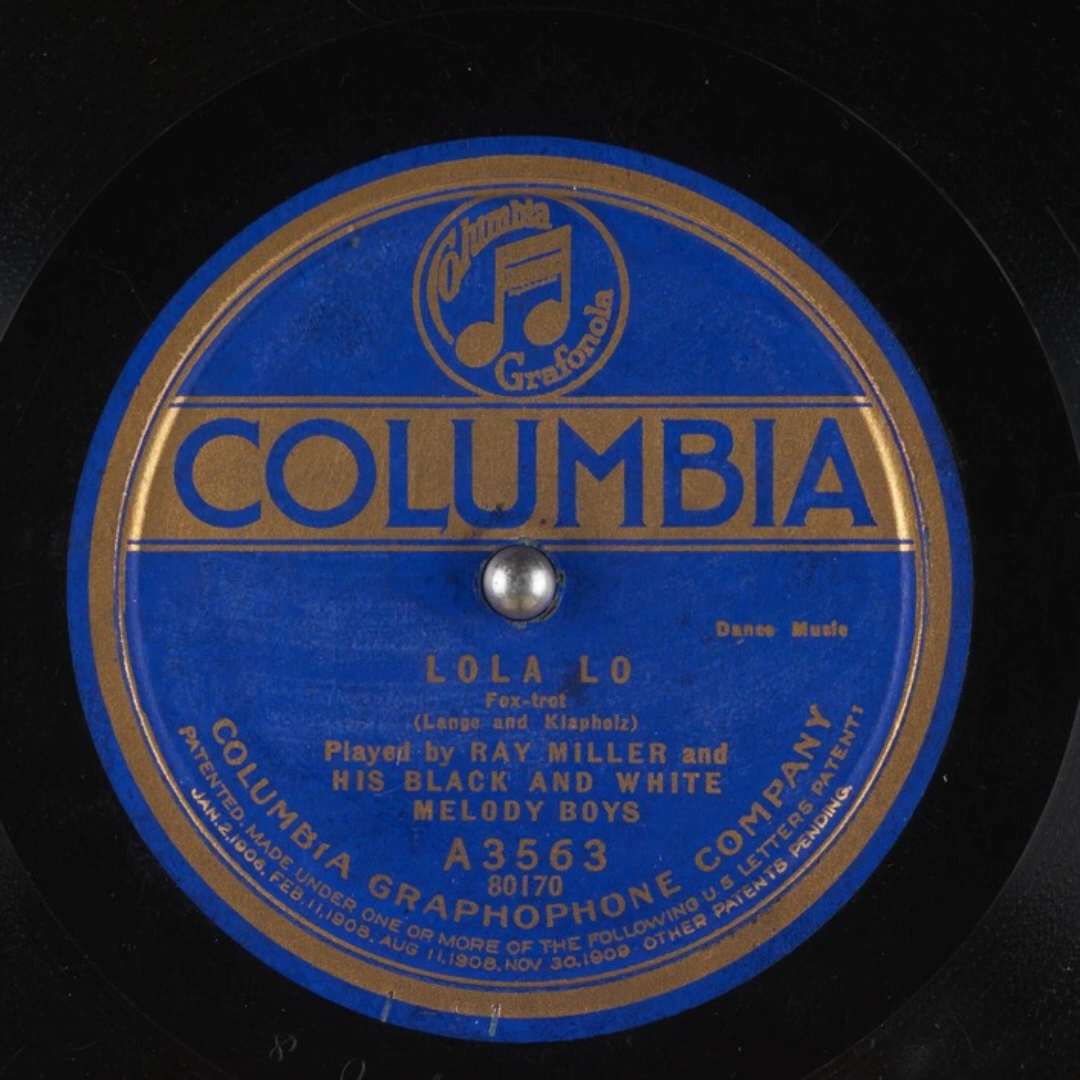 Columbia
Grafonola
COLUMBIA
Dance Music
LOLA LO
Fox-trot
(Lange and Klapholz)
Played by RAY MILLER and
HIS BLACK AND WHITE
MELODY BOYS
A3563
80170
COLUMBIA GRAPHOPHONE COMPANY
PATENTED, MADE UNDER ONE OR MORE OF THE FOLLOWING U.S. LETTERS PATENT:
JAN.2,1906, FEB.11,1908, AUG 11,1908, NOV 30,1909 OTHER PATENTS PENDING.
8